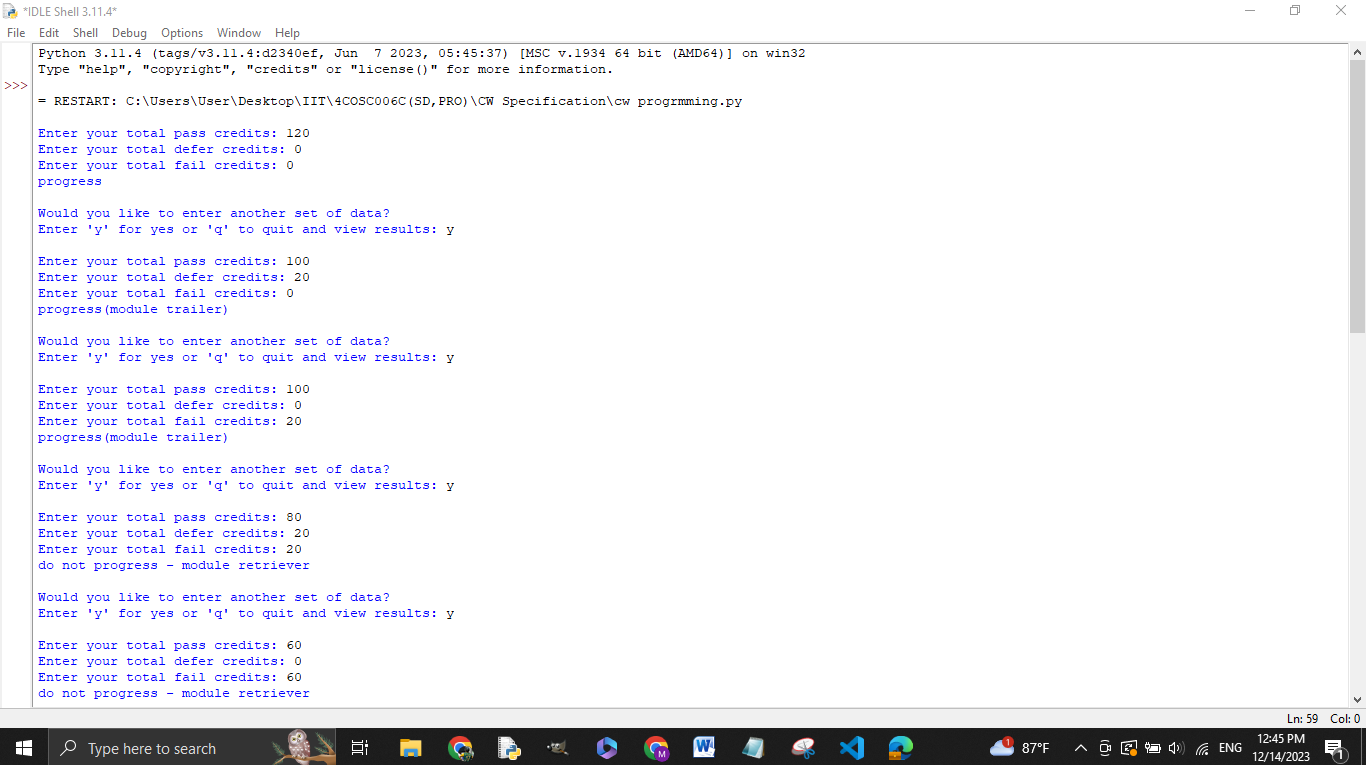 *IDLE Shell 3.11.4*
File Edit Shell Debug Options Window Help
Python 3.11.4 (tags/v3.11.4:d2340ef, Jun  7 2023, 05:45:37) [MSC v.1934 64 bit (AMD64)] on win32
Type "help", "copyright", "credits" or "license()" for more information.
>>>
= RESTART: C:\Users\User\Desktop\IIT\4COSC006C(SD,PRO)\CW Specification\cw progrmming.py
Enter your total pass credits: 120
Enter your total defer credits: 0
Enter your total fail credits: 0
progress
Would you like to enter another set of data?
Enter 'y' for yes or 'q' to quit and view results: y
Enter your total pass credits: 100
Enter your total defer credits: 20
Enter your total fail credits: 0
progress(module trailer)
Would you like to enter another set of data?
Enter 'y' for yes or 'q' to quit and view results: y
Enter your total pass credits: 100
Enter your total defer credits: 0
Enter your total fail credits: 20
progress(module trailer)
Would you like to enter another set of data?
Enter 'y' for yes or 'q' to quit and view results: y
Enter your total pass credits: 80
Enter your total defer credits: 20
Enter your total fail credits: 20
do not progress – module retriever
Would you like to enter another set of data?
Enter 'y' for yes or 'q' to quit and view results: y
Enter your total pass credits: 60
Enter your total defer credits: 0
Enter your total fail credits: 60
do not progress – module retriever
Ln: 59 Col: 0
Type here to search
M
W
1
87°F
ENG
12:45 PM
12/14/2023
1